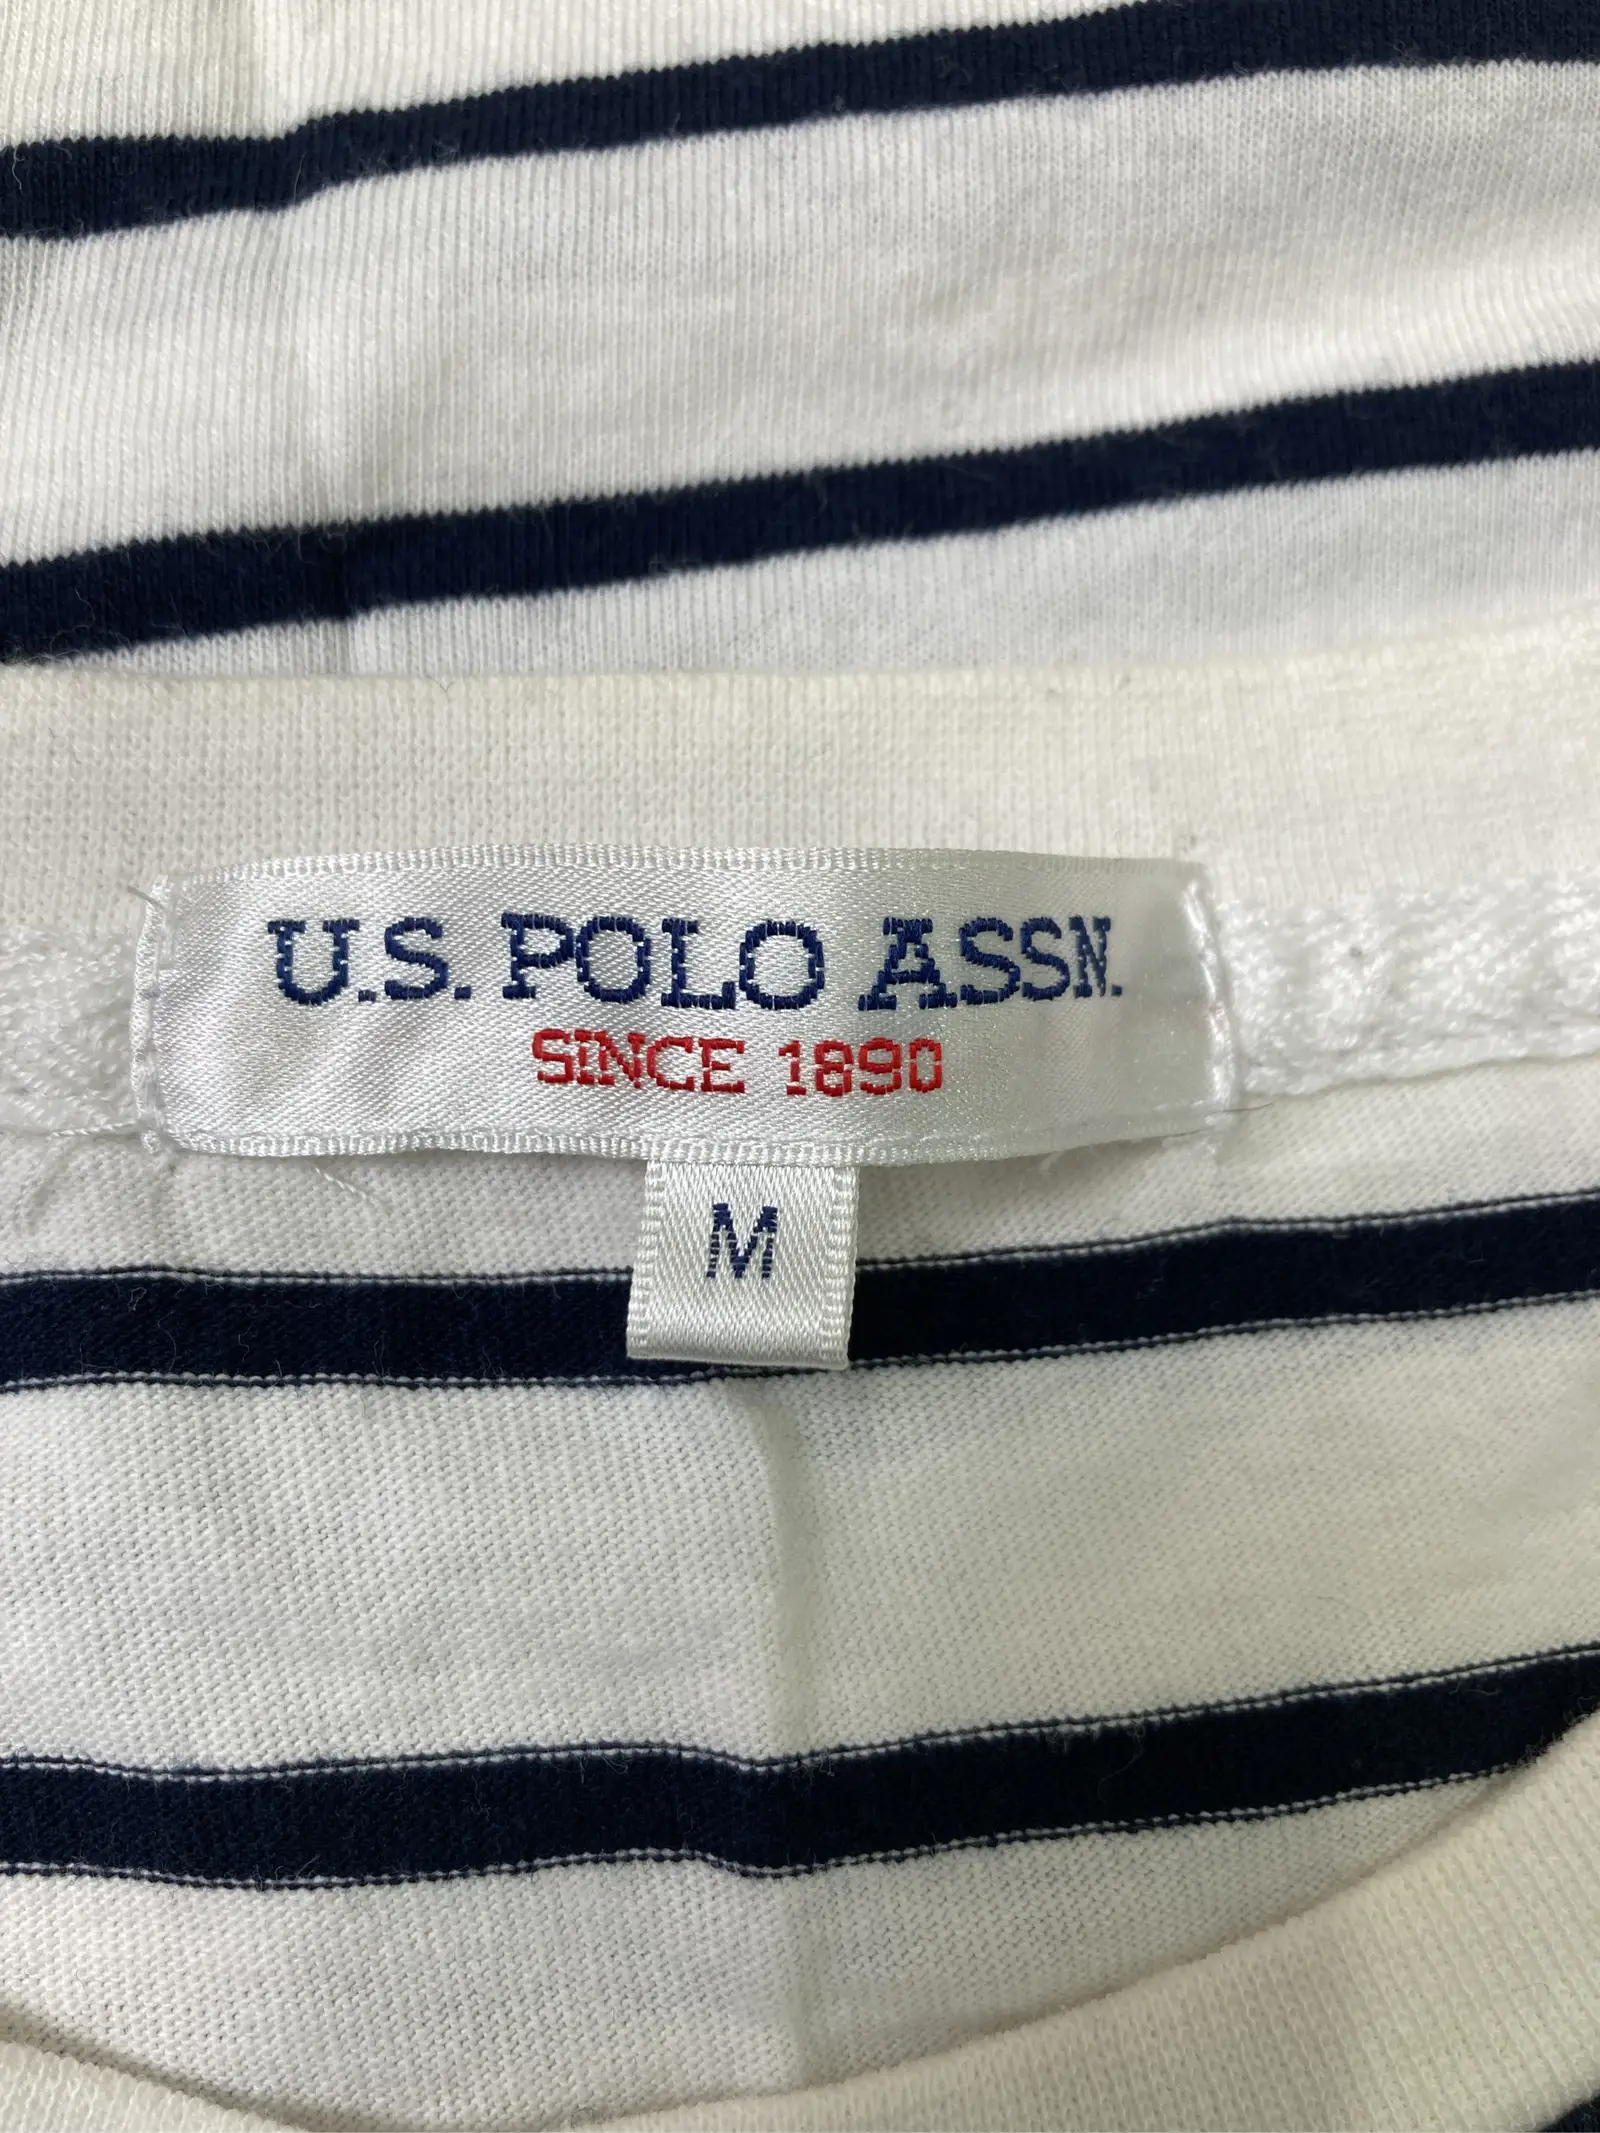 U.S. POLO ASSN.
SINCE 1890
M